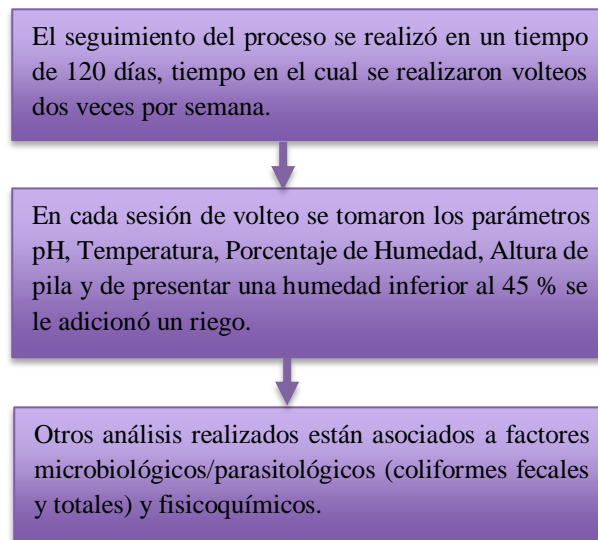 El seguimiento del proceso se realizó en un tiempo
de 120 días, tiempo en el cual se realizaron volteos
dos veces por semana.
En cada sesión de volteo se tomaron los parámetros
pH, Temperatura, Porcentaje de Humedad, Altura de
pila y de presentar una humedad inferior al 45 % se
le adicionó un riego.
Otros análisis realizados están asociados a factores
microbiológicos/parasitológicos (coliformes fecales
y totales) y fisicoquímicos.